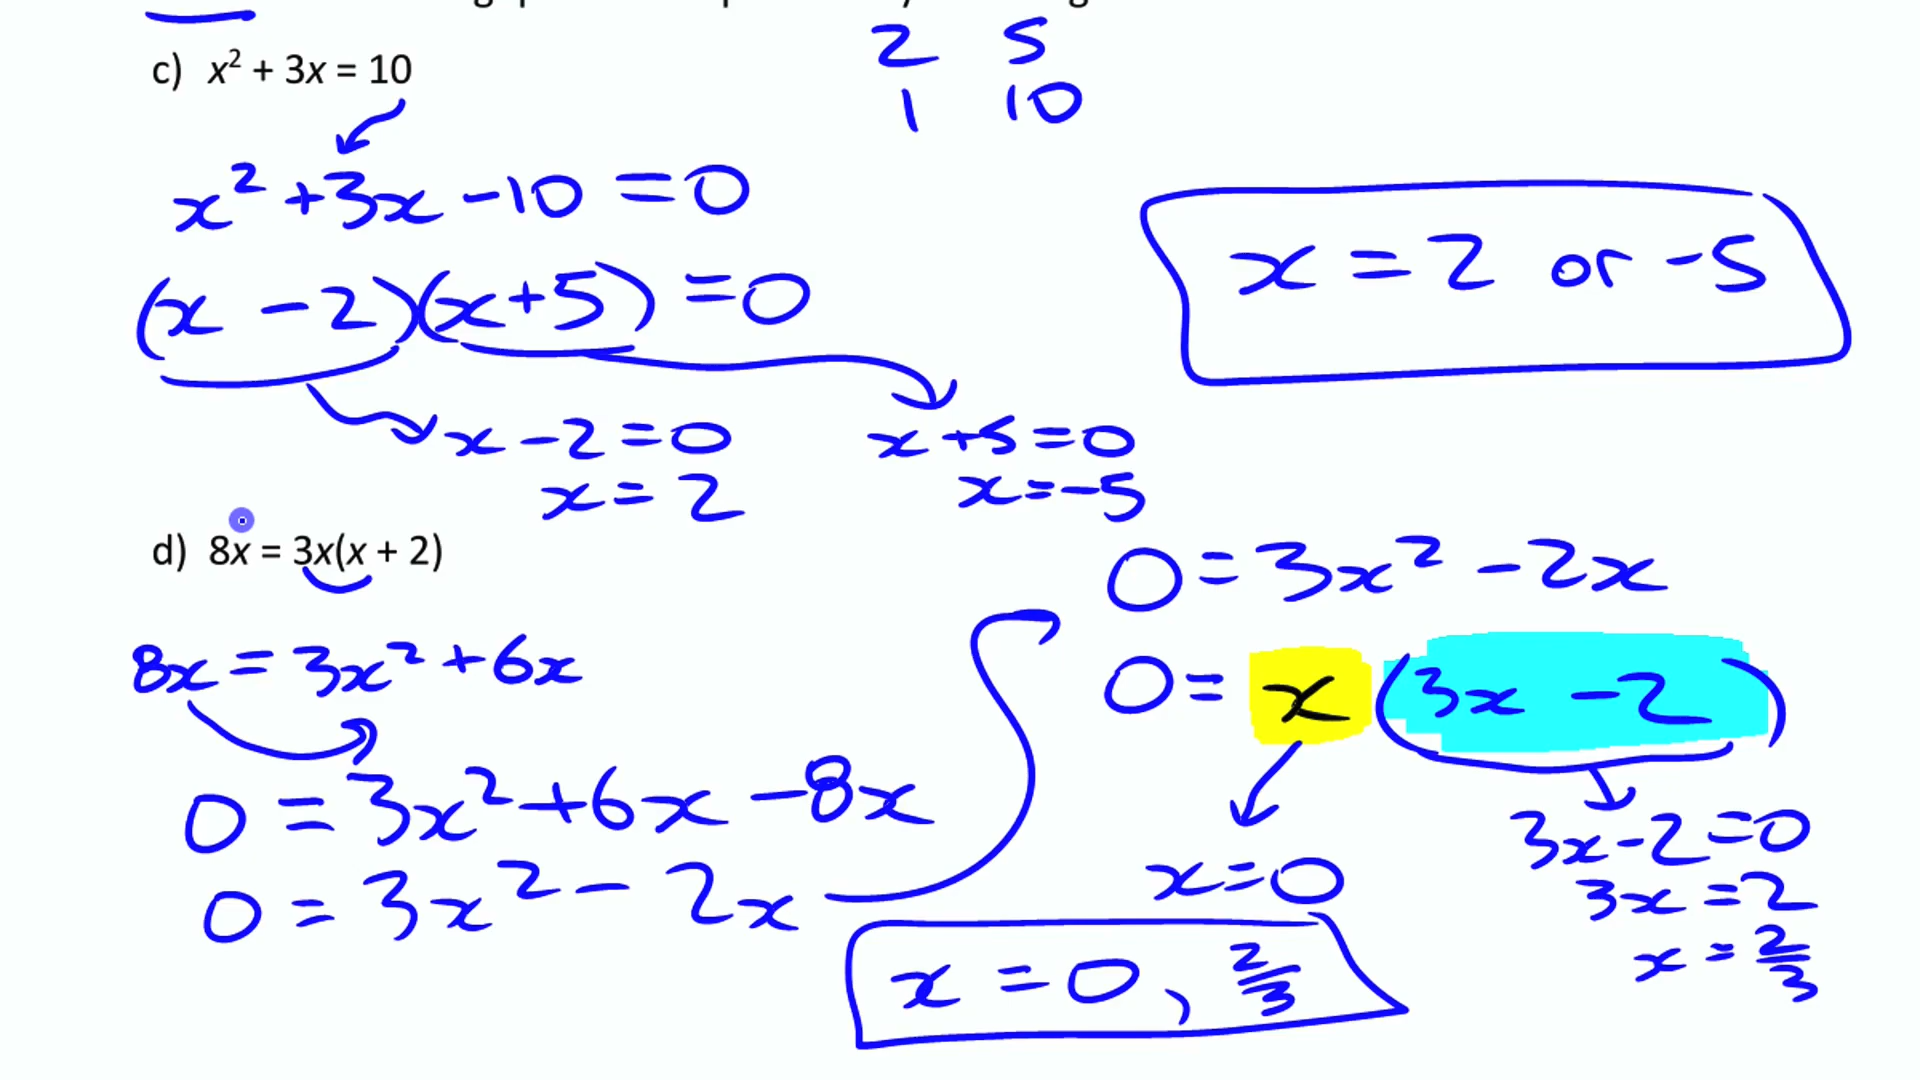 2 5
c) x² + 3x = 10
1 10
x² + 3x - 10 = 0
(x - 2)(x + 5) = 0
x = 2 or -5
x - 2 = 0
x = 2
x + 5 = 0
x = -5
d) 8x = 3x(x + 2)
8x = 3x² + 6x
0 = 3x² + 6x - 8x
0 = 3x² - 2x
0 = 3x² - 2x
0 = x (3x - 2)
x = 0
3x - 2 = 0
3x = 2
x = 2/3
x = 0, 2/3